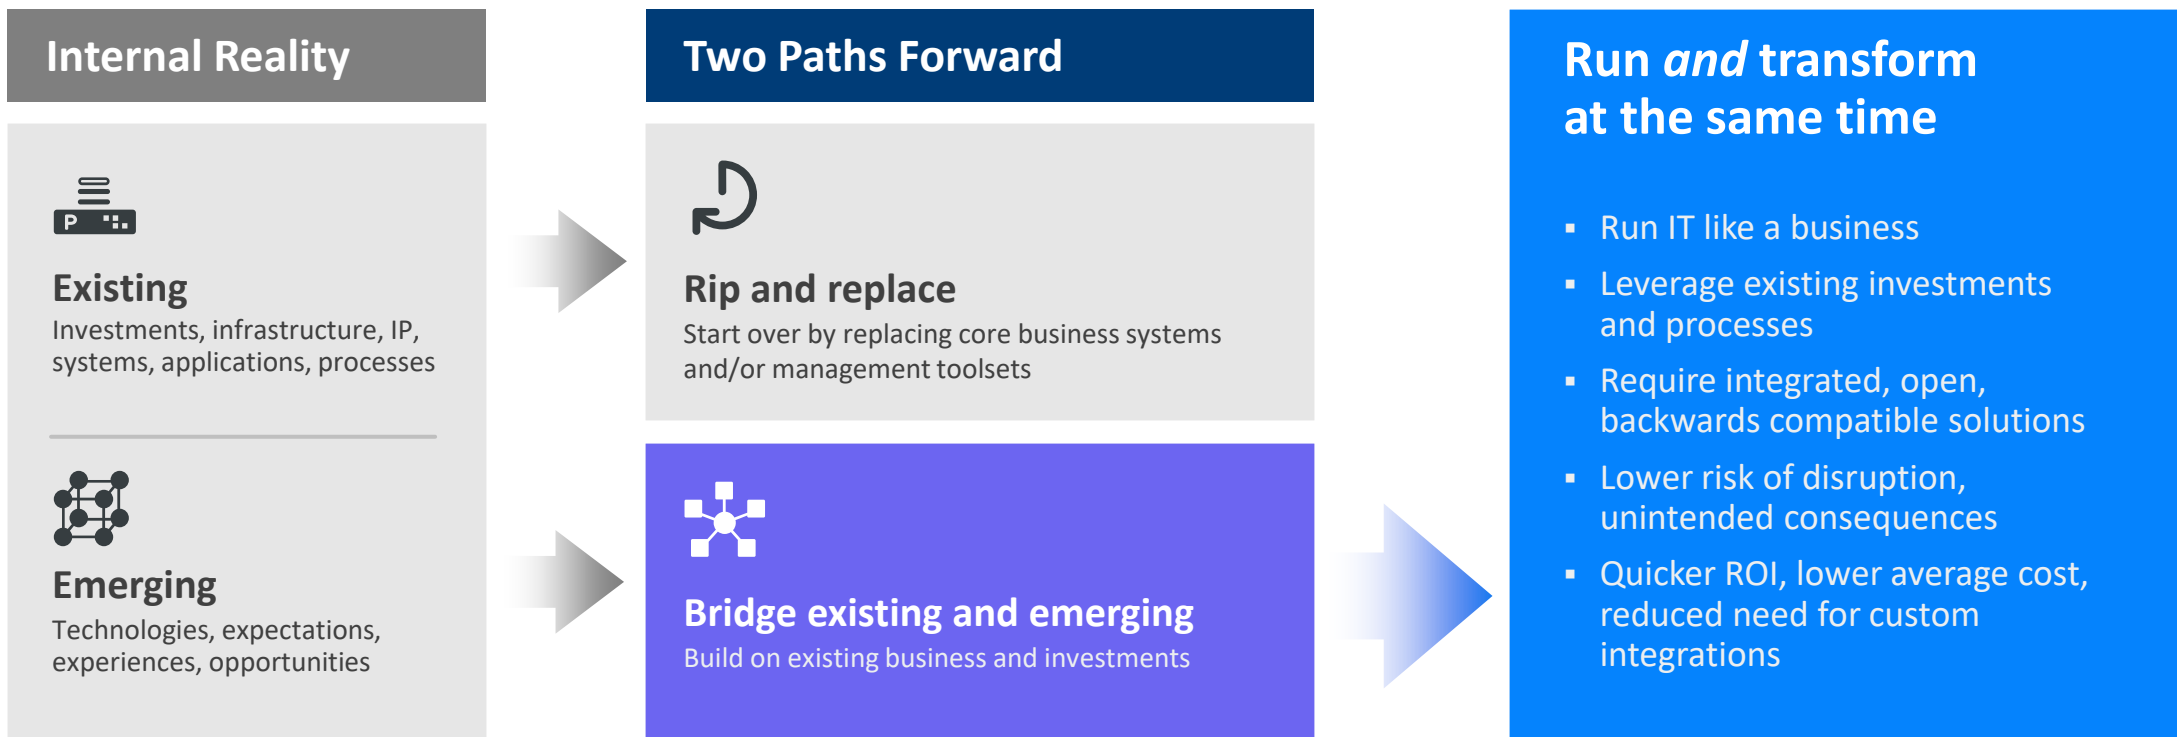 Internal Reality
P
Existing
Investments, infrastructure, IP,
systems, applications, processes
Emerging
Technologies, expectations,
experiences, opportunities
Two Paths Forward
Rip and replace
Start over by replacing core business systems
and/or management toolsets
Bridge existing and emerging
Build on existing business and investments
Run and transform
at the same time
▪ Run IT like a business
▪ Leverage existing investments
and processes
▪ Require integrated, open,
backwards compatible solutions
▪ Lower risk of disruption,
unintended consequences
▪ Quicker ROI, lower average cost,
reduced need for custom
integrations